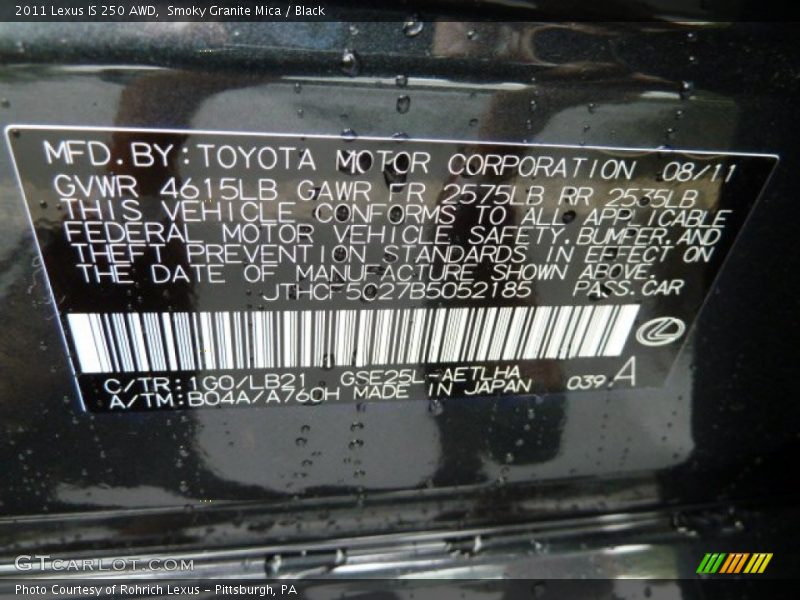 2011 Lexus IS 250 AWD, Smoky Granite Mica / Black
MFD. BY: TOYOTA MOTOR CORPORATION 08/11
GVWR 4615LB GAWR FR 2575LB RR 2535LB
THIS VEHICLE CONFORMS TO ALL APPLICABLE
FEDERAL MOTOR VEHICLE SAFETY, BUMPER, AND
THEFT PREVENTION STANDARDS IN EFFECT ON
THE DATE OF MANUFACTURE SHOWN ABOVE.
JTHCF5C27B5052185 PASS. CAR
C/TR: 1G0/LB21 GSE25L-AETLHA
A/TM: B04A/A760H MADE IN JAPAN 039 A
GTCARLOT.COM
Photo Courtesy of Rohrich Lexus - Pittsburgh, PA